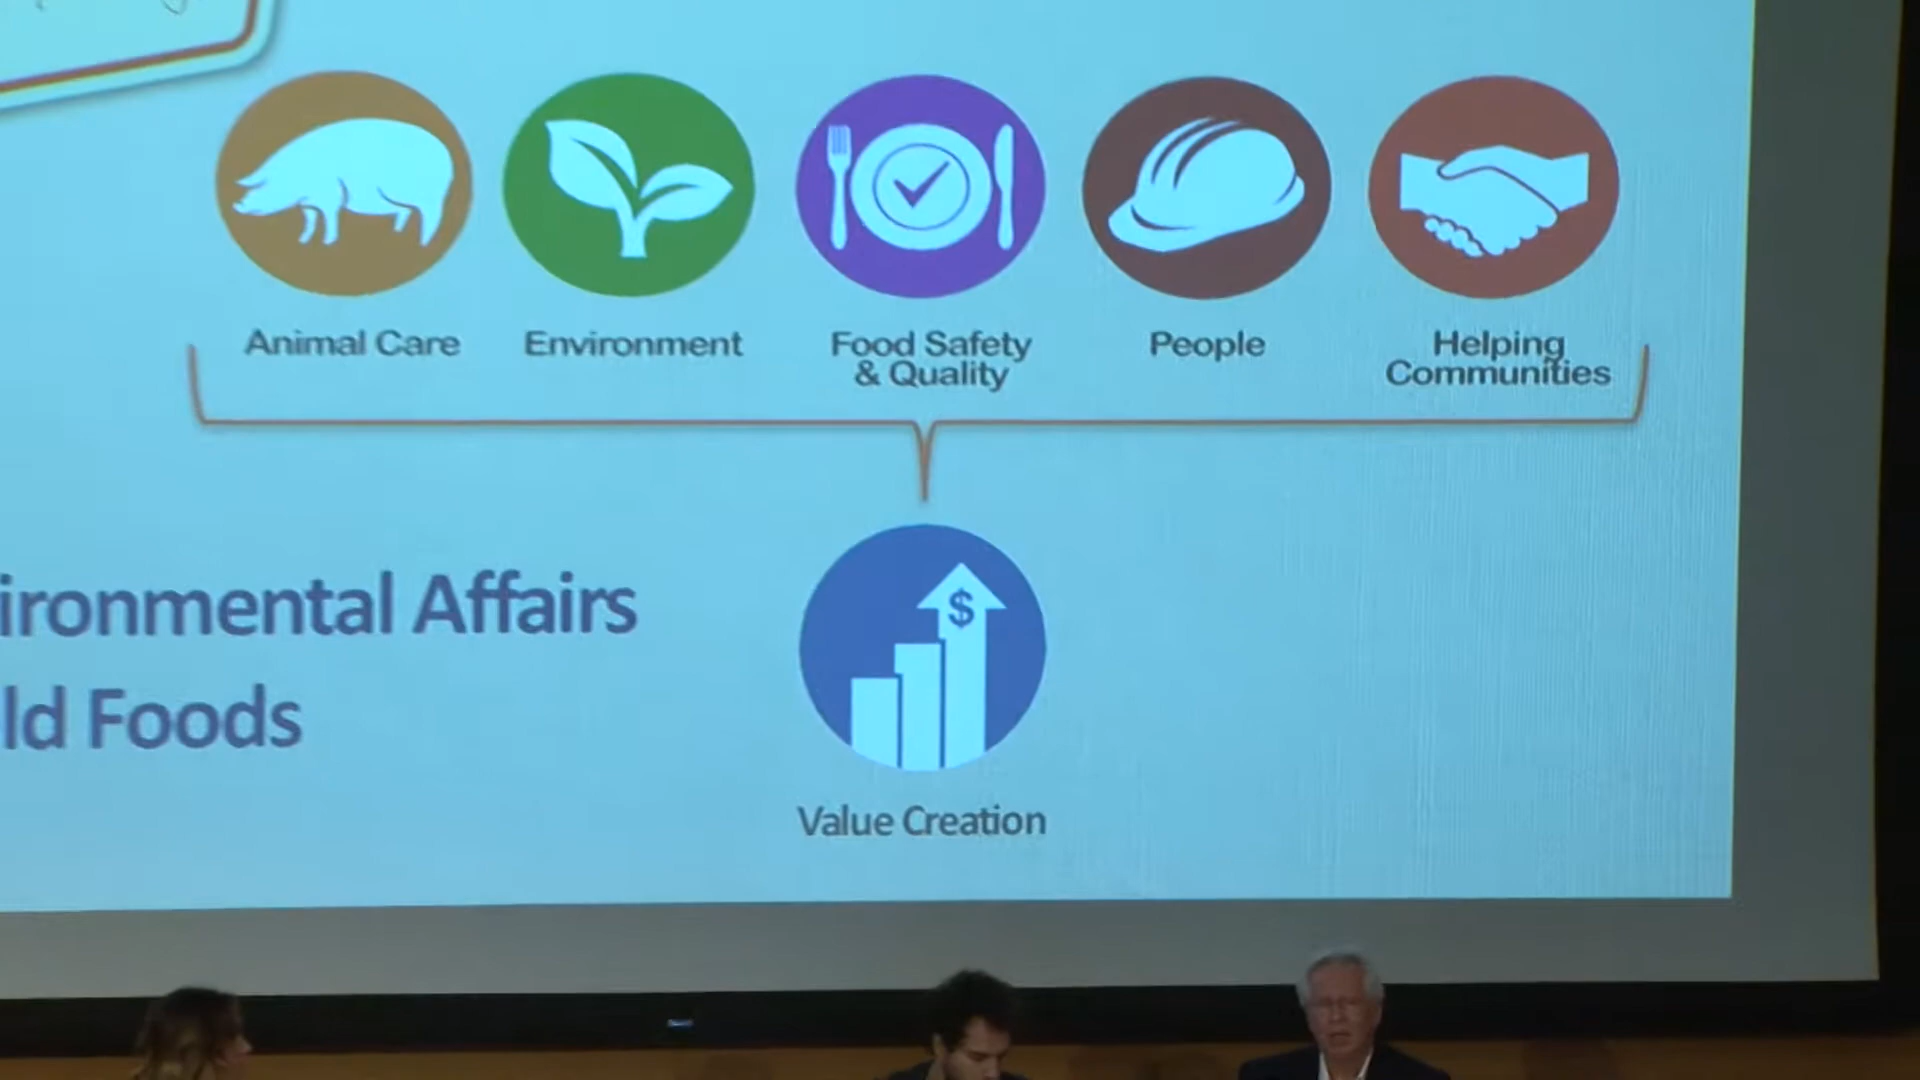 Animal Care
Environment
Food Safety
& Quality
People
Helping
Communities
ironmental Affairs
$
ld Foods
Value Creation